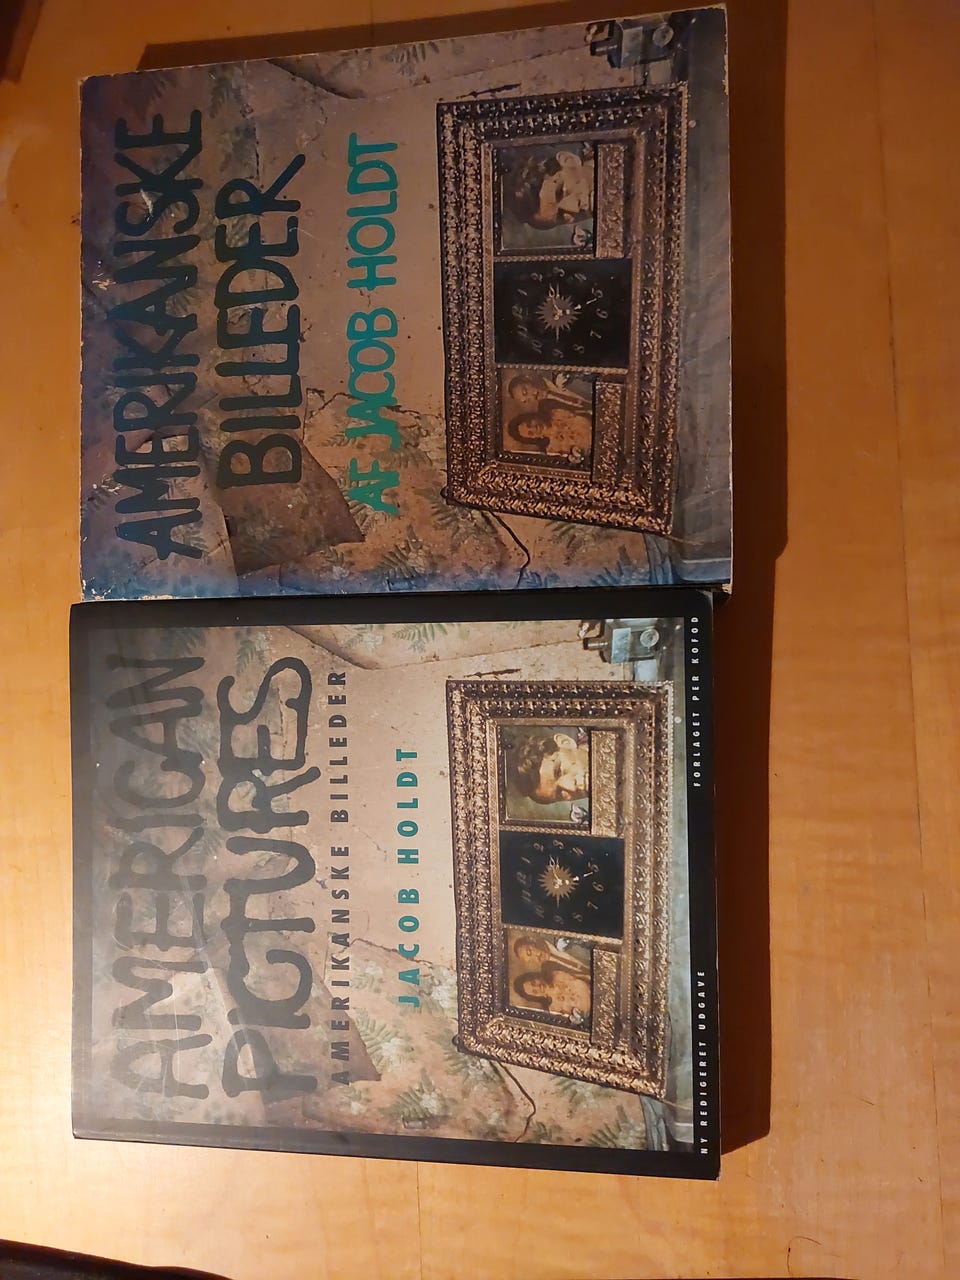 AMERICAN
PICTURES
AMERIKANSKE BILLEDER
JACOB HOLDT
NY REDIGERET UDGAVE
FORLAGET PER KOFOD
AMERIKANSKE
BILLEDER
AF JACOB HOLDT